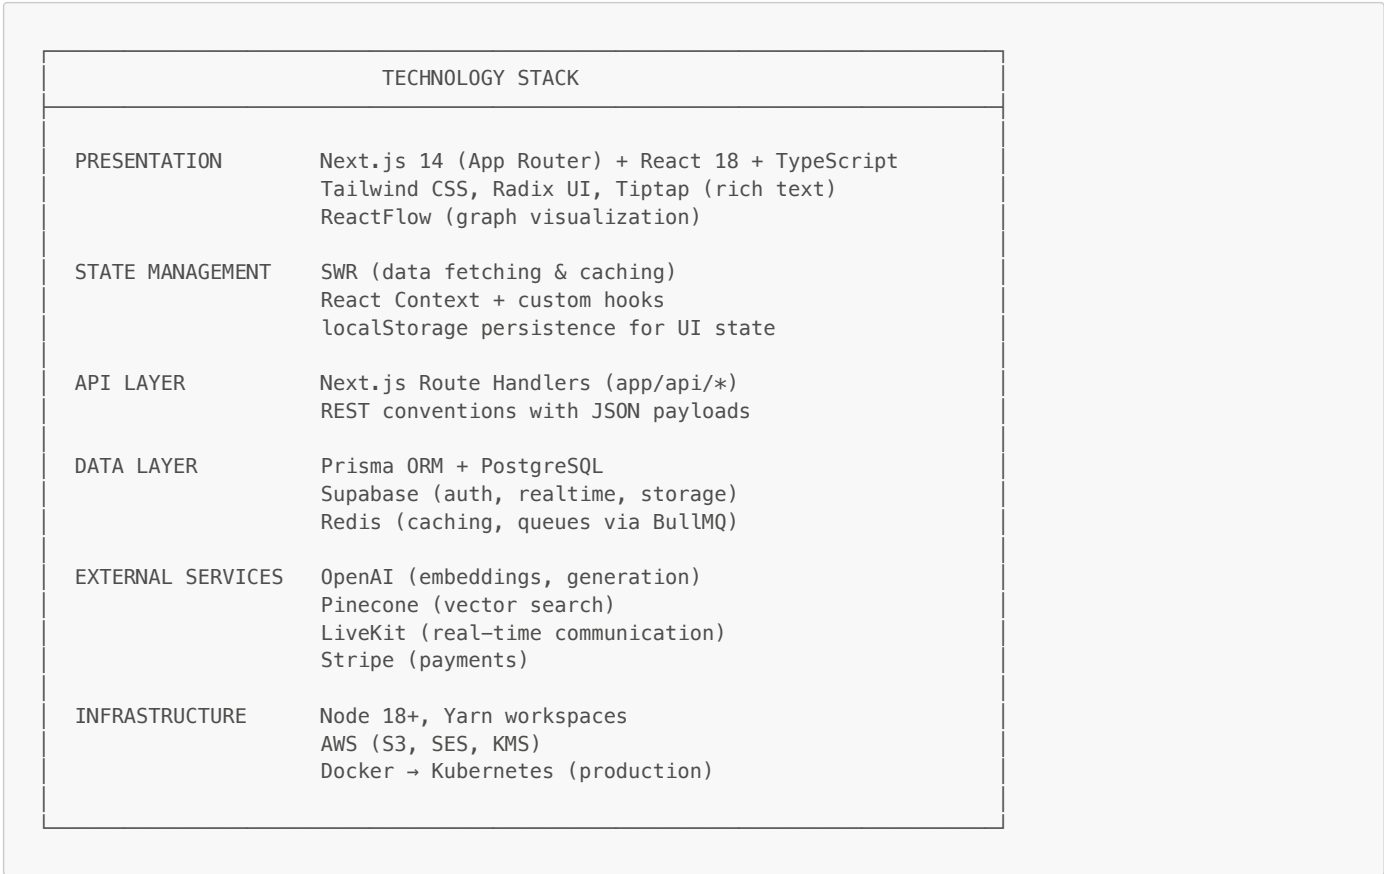 TECHNOLOGY STACK
PRESENTATION Next.js 14 (App Router) + React 18 + TypeScript
Tailwind CSS, Radix UI, Tiptap (rich text)
ReactFlow (graph visualization)
STATE MANAGEMENT SWR (data fetching & caching)
React Context + custom hooks
localStorage persistence for UI state
API LAYER Next.js Route Handlers (app/api/*)
REST conventions with JSON payloads
DATA LAYER Prisma ORM + PostgreSQL
Supabase (auth, realtime, storage)
Redis (caching, queues via BullMQ)
EXTERNAL SERVICES OpenAI (embeddings, generation)
Pinecone (vector search)
LiveKit (real-time communication)
Stripe (payments)
INFRASTRUCTURE Node 18+, Yarn workspaces
AWS (S3, SES, KMS)
Docker → Kubernetes (production)